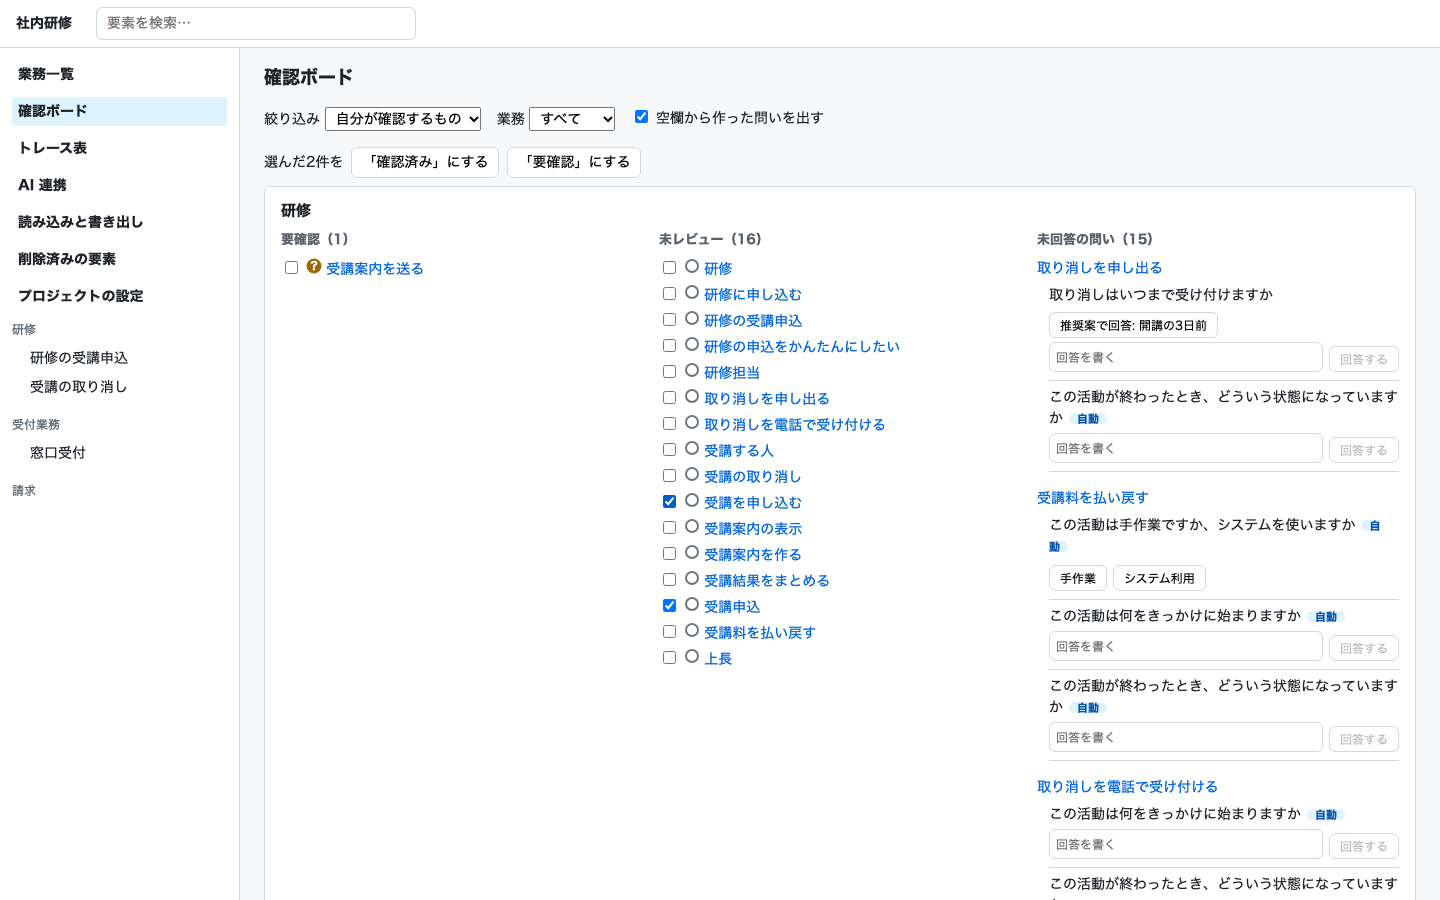 社内研修
要素を検索…
業務一覧
確認ボード
トレース表
AI 連携
読み込みと書き出し
削除済みの要素
プロジェクトの設定
研修
研修の受講申込
受講の取り消し
受付業務
窓口受付
請求
確認ボード
絞り込み 自分が確認するもの 業務 すべて 空欄から作った問いを出す
選んだ2件を 「確認済み」にする 「要確認」にする
研修
要確認（1）
? 受講案内を送る
未レビュー（16）
研修
研修に申し込む
研修の受講申込
研修の申込をかんたんにしたい
研修担当
取り消しを申し出る
取り消しを電話で受け付ける
受講する人
受講の取り消し
受講を申し込む
受講案内の表示
受講案内を作る
受講結果をまとめる
受講申込
受講料を払い戻す
上長
未回答の問い（15）
取り消しを申し出る
取り消しはいつまで受け付けますか
推奨案で回答: 開講の3日前
回答を書く 回答する
この活動が終わったとき、どういう状態になっています
か 自動
回答を書く 回答する
受講料を払い戻す
この活動は手作業ですか、システムを使いますか 自
動
手作業 システム利用
この活動は何をきっかけに始まりますか 自動
回答を書く 回答する
この活動が終わったとき、どういう状態になっています
か 自動
回答を書く 回答する
取り消しを電話で受け付ける
この活動は何をきっかけに始まりますか 自動
回答を書く 回答する
この活動が終わったとき、どういう状態になっています